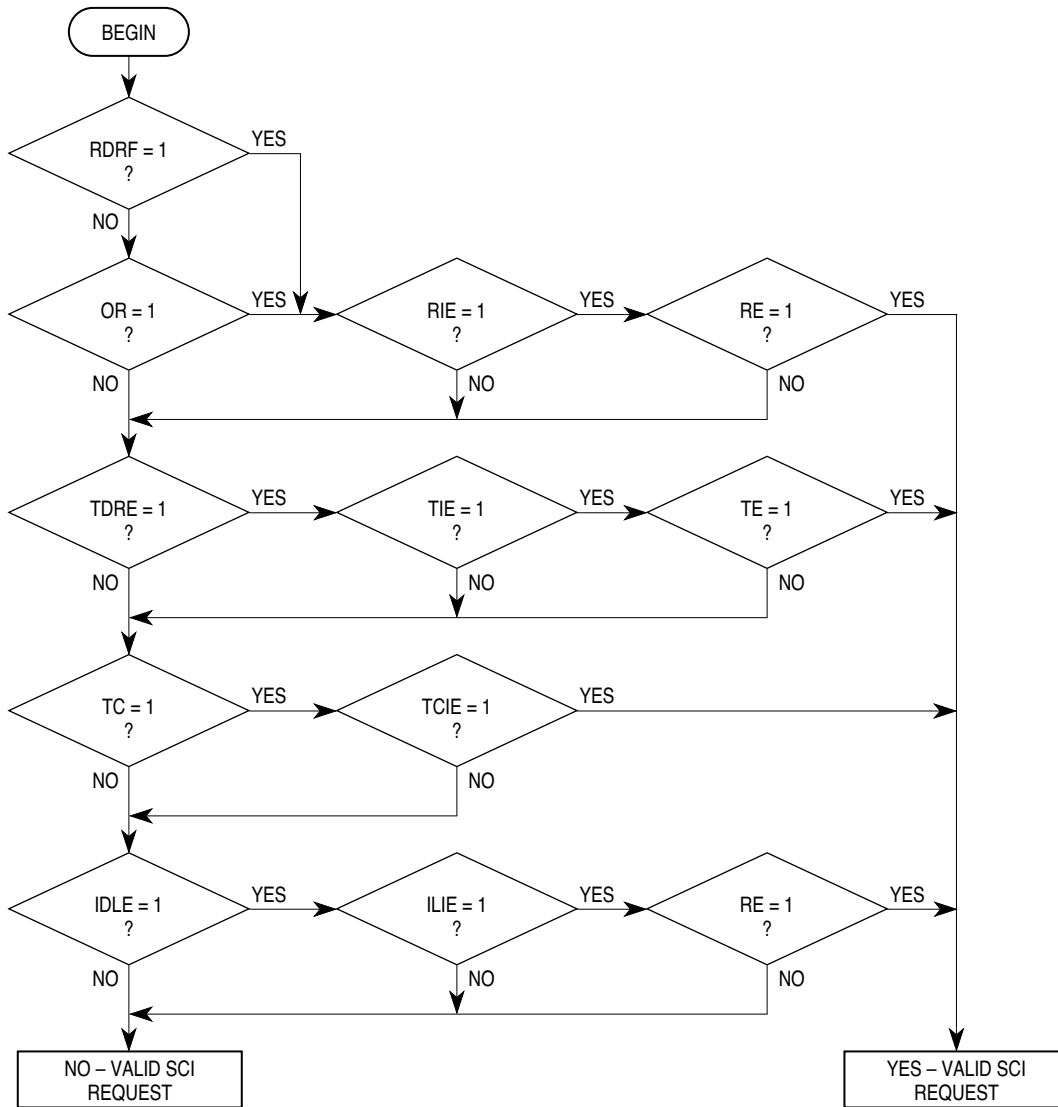 BEGIN
RDRF = 1
?
YES
NO
OR = 1
?
YES
NO
RIE = 1
?
YES
NO
RE = 1
?
YES
NO
TDRE = 1
?
YES
NO
TIE = 1
?
YES
NO
TE = 1
?
YES
NO
TC = 1
?
YES
NO
TCIE = 1
?
YES
NO
IDLE = 1
?
YES
NO
ILIE = 1
?
YES
NO
RE = 1
?
YES
NO
NO – VALID SCI
REQUEST
YES – VALID SCI
REQUEST